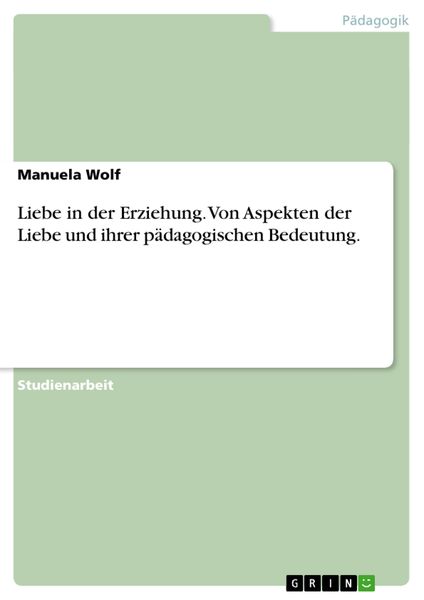 Pädagogik
Manuela Wolf
Liebe in der Erziehung. Von Aspekten der
Liebe und ihrer pädagogischen Bedeutung.
Studienarbeit
GRIN